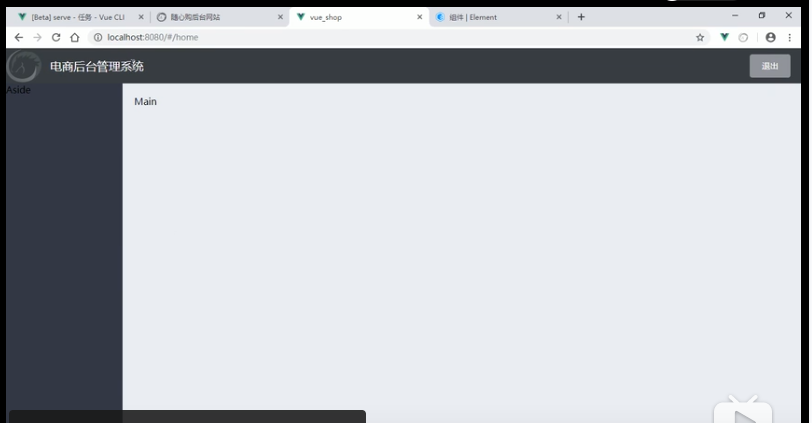 [Beta] serve - 任务 - Vue CLI
随心购后台网站
vue_shop
组件 | Element
localhost:8080/#/home
电商后台管理系统
退出
Aside
Main